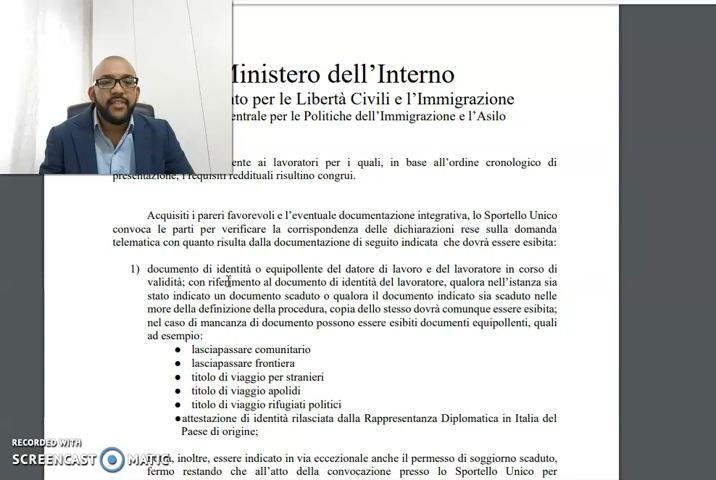 Ministero dell'Interno
nto per le Libertà Civili e l'Immigrazione
entrale per le Politiche dell'Immigrazione e l'Asilo
ente ai lavoratori per i quali, in base all'ordine cronologico di
presentazione, i requisiti reddituali risultino congrui.
Acquisiti i pareri favorevoli e l'eventuale documentazione integrativa, lo Sportello Unico
convoca le parti per verificare la corrispondenza delle dichiarazioni rese sulla domanda
telematica con quanto risulta dalla documentazione di seguito indicata che dovrà essere esibita:
1) documento di identità o equipollente del datore di lavoro e del lavoratore in corso di
validità; con riferimento al documento di identità del lavoratore, qualora nell'istanza sia
stato indicato un documento scaduto o qualora il documento indicato sia scaduto nelle
more della definizione della procedura, copia dello stesso dovrà comunque essere esibita;
nel caso di mancanza di documento possono essere esibiti documenti equipollenti, quali
ad esempio:
● lasciapassare comunitario
● lasciapassare frontiera
● titolo di viaggio per stranieri
● titolo di viaggio apolidi
● titolo di viaggio rifugiati politici
●attestazione di identità rilasciata dalla Rappresentanza Diplomatica in Italia del
Paese di origine;
inoltre, essere indicato in via eccezionale anche il permesso di soggiorno scaduto,
fermo restando che all'atto della convocazione presso lo Sportello Unico per
RECORDED WITH
SCREENCAST MATIC